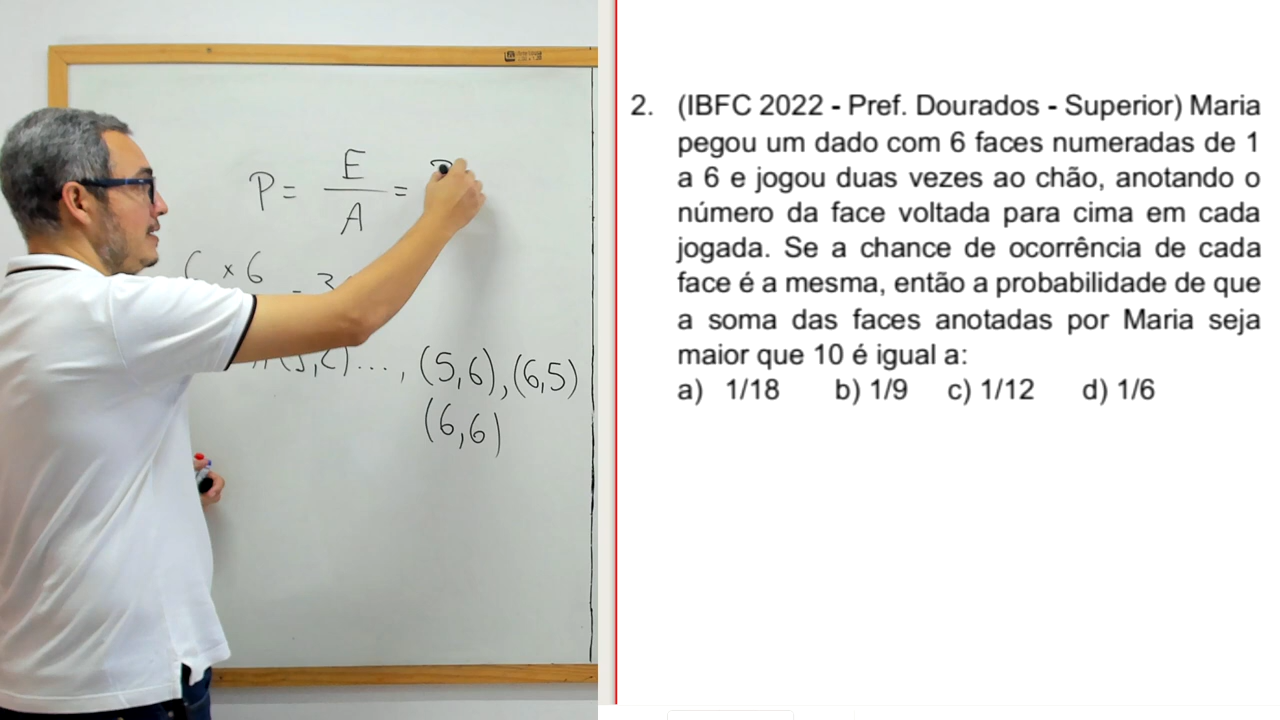 P = E/A =
6 × 6 = 3
..., (5,6), (6,5)
(6,6)
2. (IBFC 2022 - Pref. Dourados - Superior) Maria
pegou um dado com 6 faces numeradas de 1
a 6 e jogou duas vezes ao chão, anotando o
número da face voltada para cima em cada
jogada. Se a chance de ocorrência de cada
face é a mesma, então a probabilidade de que
a soma das faces anotadas por Maria seja
maior que 10 é igual a:
a) 1/18 b) 1/9 c) 1/12 d) 1/6